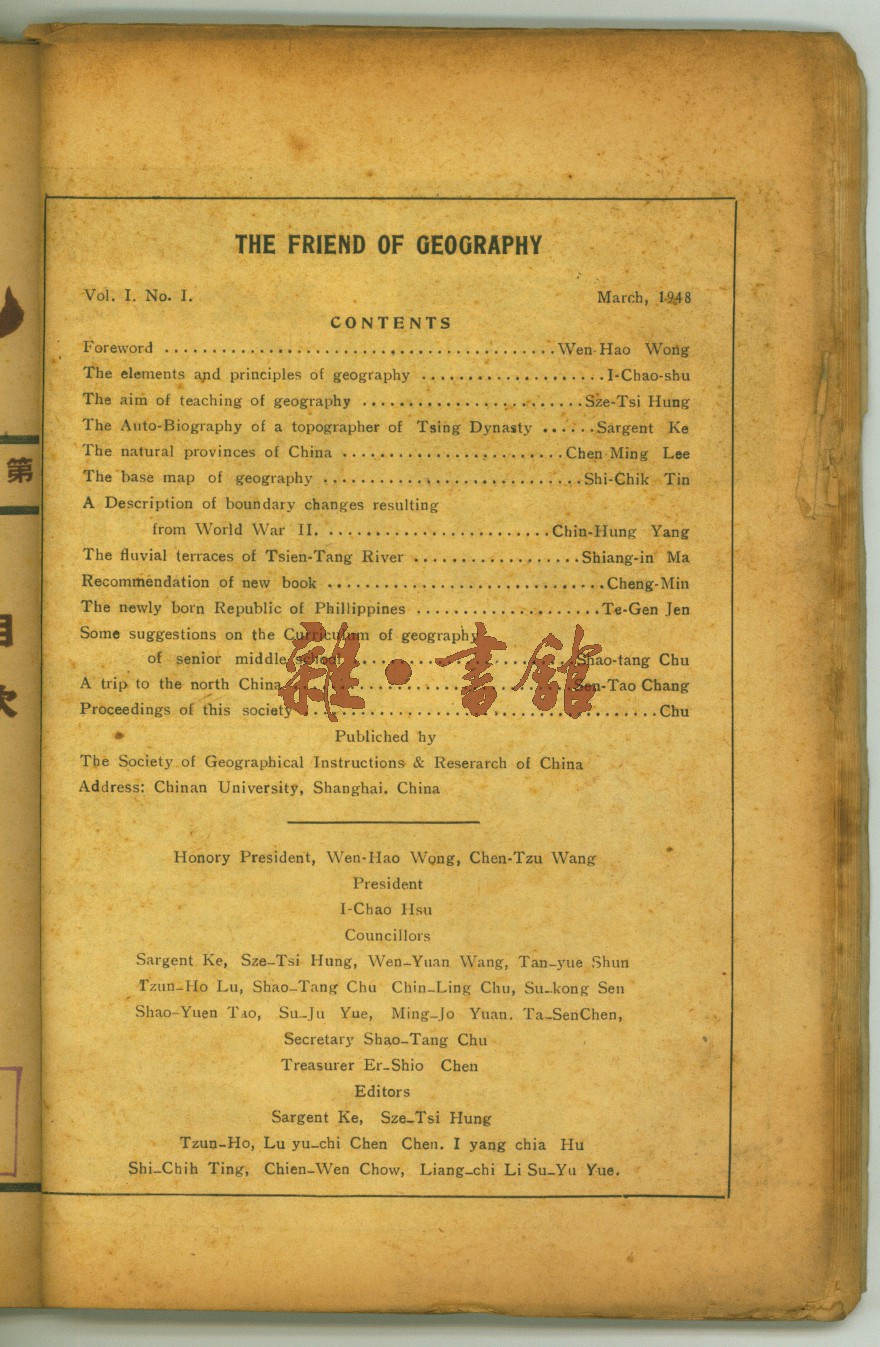 THE FRIEND OF GEOGRAPHY
Vol. I. No. I. March, 1948
CONTENTS
Foreword ........................................Wen-Hao Wong
The elements and principles of geography ....................I-Chao-shu
The aim of teaching of geography ........................Sze-Tsi Hung
The Auto-Biography of a topographer of Tsing Dynasty ......Sargent Ke
The natural provinces of China ........................Chen Ming Lee
The base map of geography ............................Shi-Chik Tin
A Description of boundary changes resulting
from World War II. ........................Chin-Hung Yang
The fluvial terraces of Tsien-Tang River ..................Shiang-in Ma
Recommendation of new book .............................Cheng-Min
The newly born Republic of Phillippines ....................Te-Gen Jen
Some suggestions on the Curriculum of geography
of senior middle school ........................Shao-tang Chu
A trip to the north China ..............................Sen-Tao Chang
Proceedings of this society .....................................Chu
雜•書館
Publiched by
The Society of Geographical Instructions & Reserarch of China
Address: Chinan University, Shanghai. China
Honory President, Wen-Hao Wong, Chen-Tzu Wang
President
I-Chao Hsu
Councillors
Sargent Ke, Sze-Tsi Hung, Wen-Yuan Wang, Tan-yue Shun
Tzun-Ho Lu, Shao-Tang Chu Chin-Ling Chu, Su-kong Sen
Shao-Yuen Tao, Su-Ju Yue, Ming-Jo Yuan. Ta-SenChen,
Secretary Shao-Tang Chu
Treasurer Er-Shio Chen
Editors
Sargent Ke, Sze-Tsi Hung
Tzun-Ho, Lu yu-chi Chen Chen. I yang chia Hu
Shi-Chih Ting, Chien-Wen Chow, Liang-chi Li Su-Yu Yue.
第
目
次